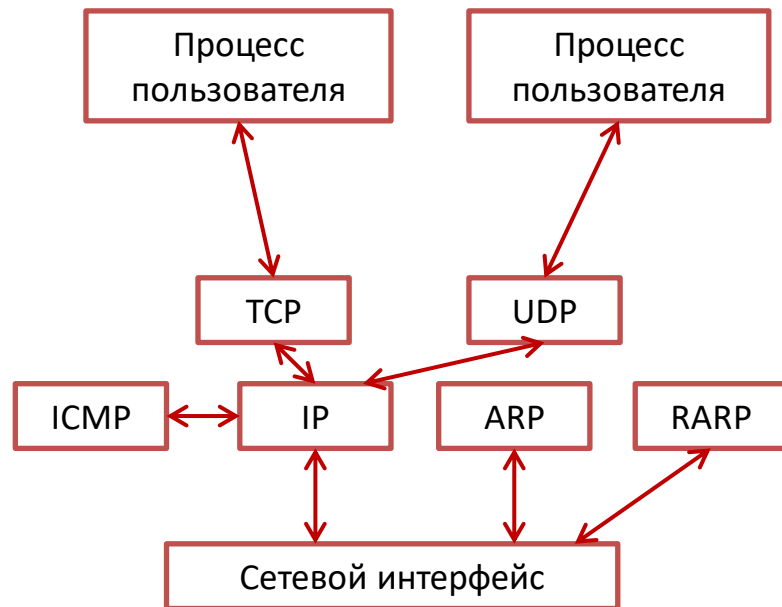 Процесс
пользователя
Процесс
пользователя
TCP
UDP
ICMP
IP
ARP
RARP
Сетевой интерфейс